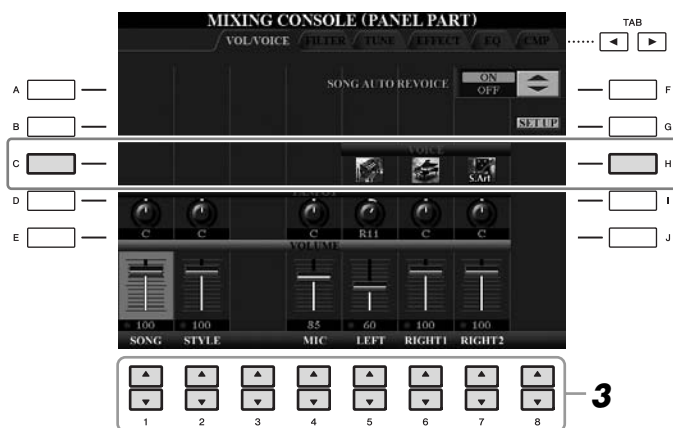 MIXING CONSOLE (PANEL PART)
TAB
VOL/VOICE FILTER TUNE EFFECT EQ CMP
A
SONG AUTO REVOICE ON
OFF
F
B
SETUP
G
C
VOICE
S.Art
H
D
PANPOT
I
E
C C C R11 C C
J
VOLUME
100 100 85 60 100 100
SONG STYLE MIC LEFT RIGHT1 RIGHT2
3
1 2 3 4 5 6 7 8